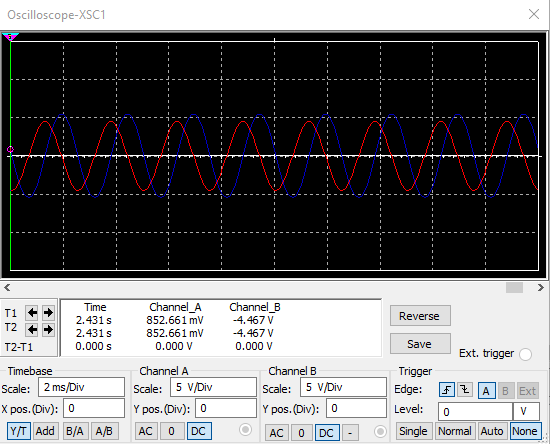 Oscilloscope-XSC1
T1
T2
T2-T1
Time Channel_A Channel_B
2.431 s 852.661 mV -4.467 V
2.431 s 852.661 mV -4.467 V
0.000 s 0.000 V 0.000 V
Reverse
Save
Ext. trigger
Timebase
Scale: 2 ms/Div
X pos.(Div): 0
Y/T Add B/A A/B
Channel A
Scale: 5 V/Div
Y pos.(Div): 0
AC 0 DC
Channel B
Scale: 5 V/Div
Y pos.(Div): 0
AC 0 DC -
Trigger
Edge: A B Ext
Level: 0 V
Single Normal Auto None